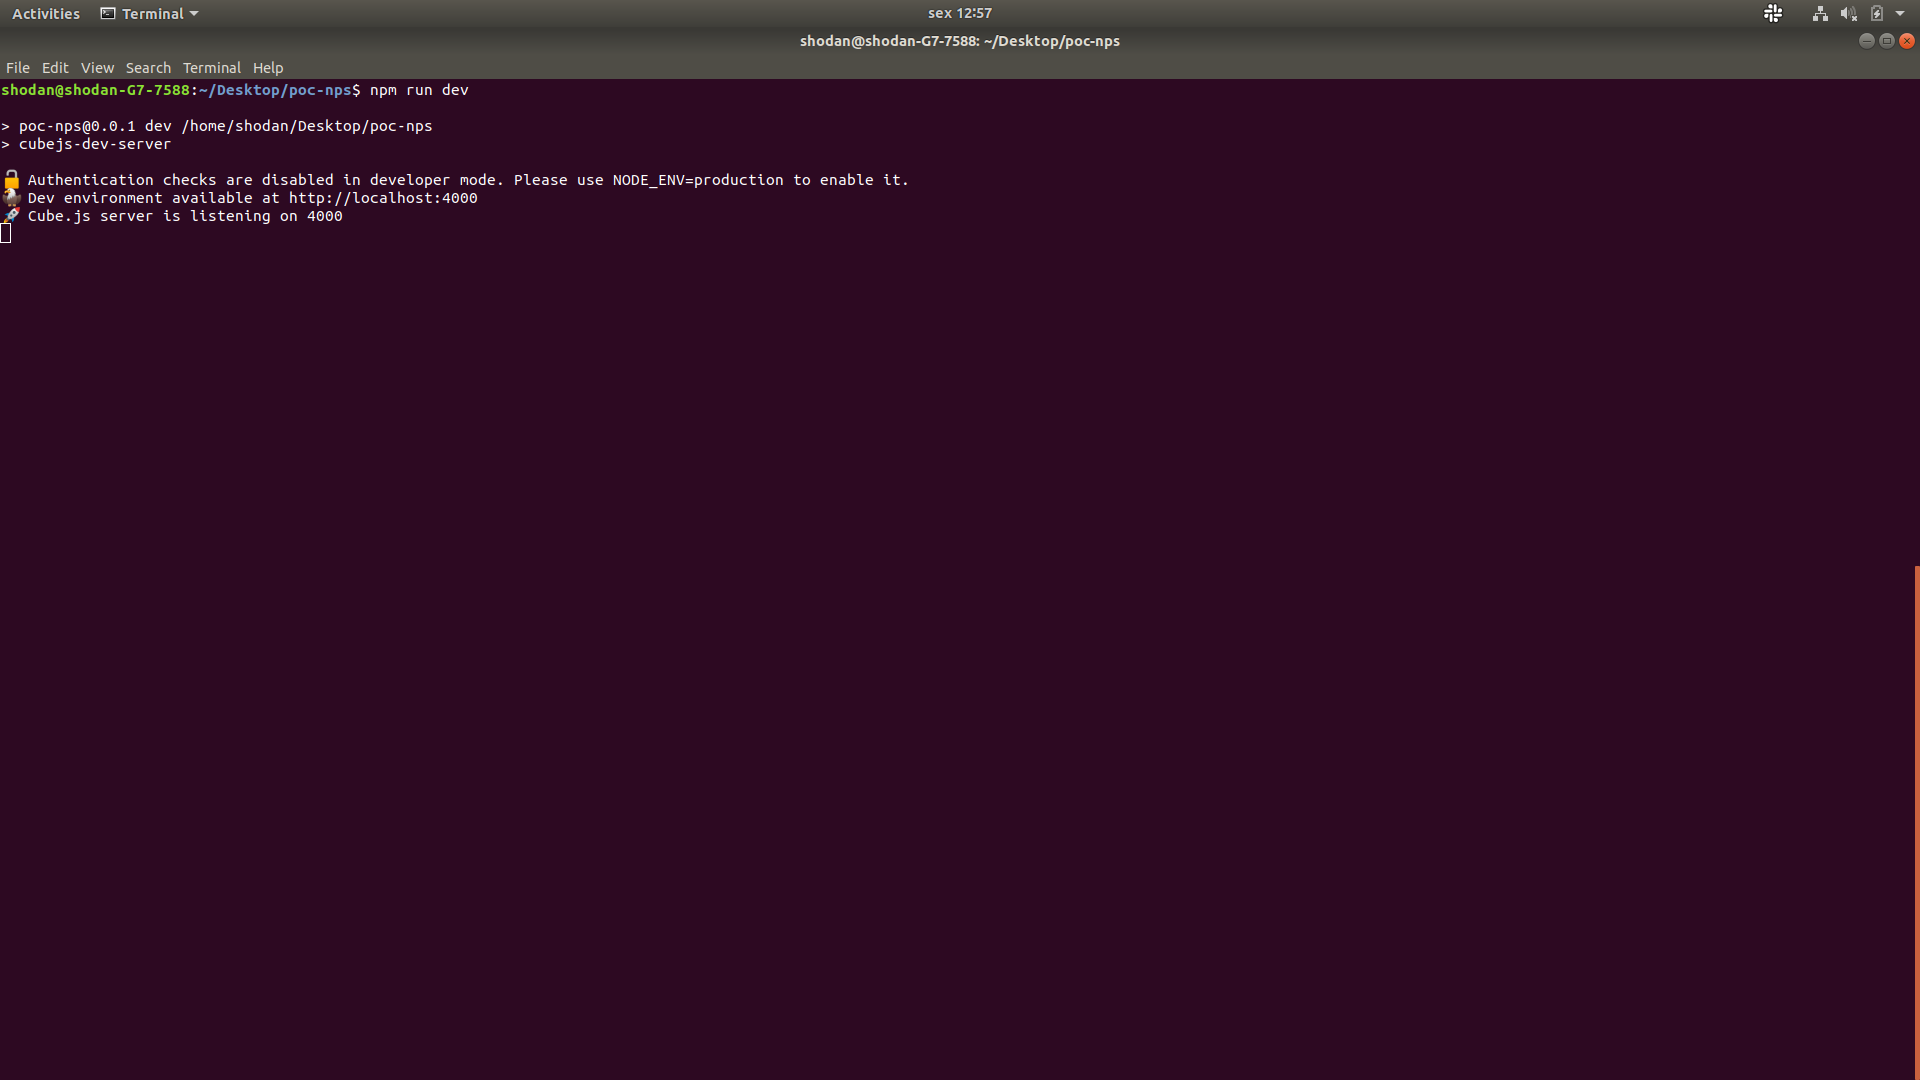 Activities Terminal sex 12:57
shodan@shodan-G7-7588: ~/Desktop/poc-nps
File Edit View Search Terminal Help
shodan@shodan-G7-7588:~/Desktop/poc-nps$ npm run dev
> poc-nps@0.0.1 dev /home/shodan/Desktop/poc-nps
> cubejs-dev-server
🔓 Authentication checks are disabled in developer mode. Please use NODE_ENV=production to enable it.
🦅 Dev environment available at http://localhost:4000
🚀 Cube.js server is listening on 4000